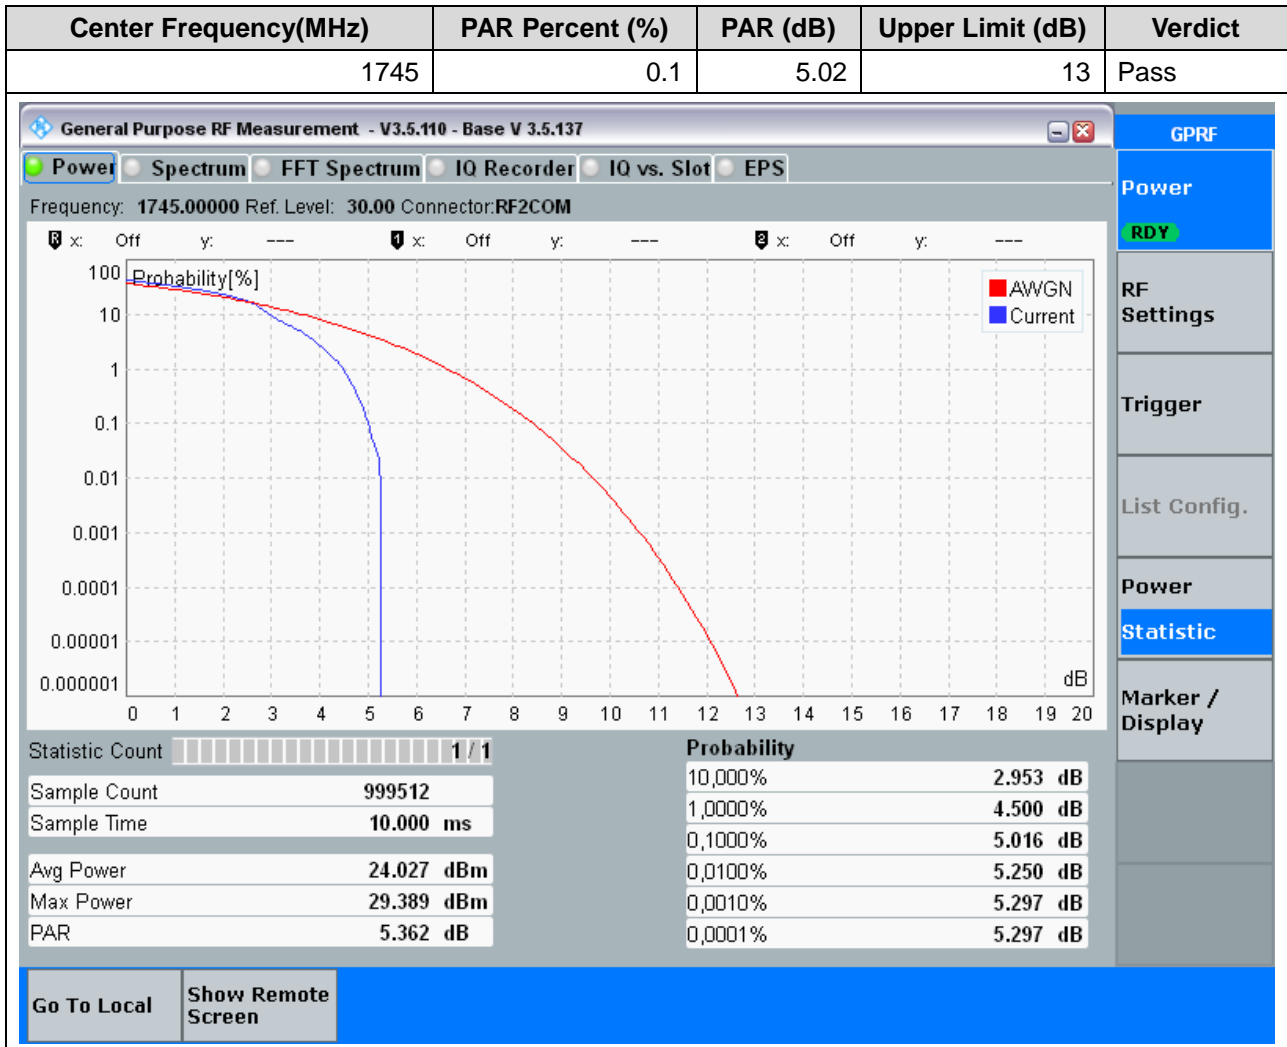 Center Frequency(MHz) PAR Percent (%) PAR (dB) Upper Limit (dB) Verdict
1745 0.1 5.02 13 Pass
General Purpose RF Measurement - V3.5.110 - Base V 3.5.137
GPRF
Power Spectrum FFT Spectrum IQ Recorder IQ vs. Slot EPS
Power
RDY
Frequency: 1745.00000 Ref. Level: 30.00 Connector:RF2COM
R x: Off y: --- 1 x: Off y: --- 2 x: Off y: ---
Probability[%]
AWGN
Current
100
10
1
0.1
0.01
0.001
0.0001
0.00001
0.000001
dB
0 1 2 3 4 5 6 7 8 9 10 11 12 13 14 15 16 17 18 19 20
RF
Settings
Trigger
List Config.
Power
Statistic
Marker /
Display
Statistic Count 1 / 1
Sample Count 999512
Sample Time 10.000 ms
Avg Power 24.027 dBm
Max Power 29.389 dBm
PAR 5.362 dB
Probability
10,000% 2.953 dB
1,0000% 4.500 dB
0,1000% 5.016 dB
0,0100% 5.250 dB
0,0010% 5.297 dB
0,0001% 5.297 dB
Go To Local
Show Remote
Screen